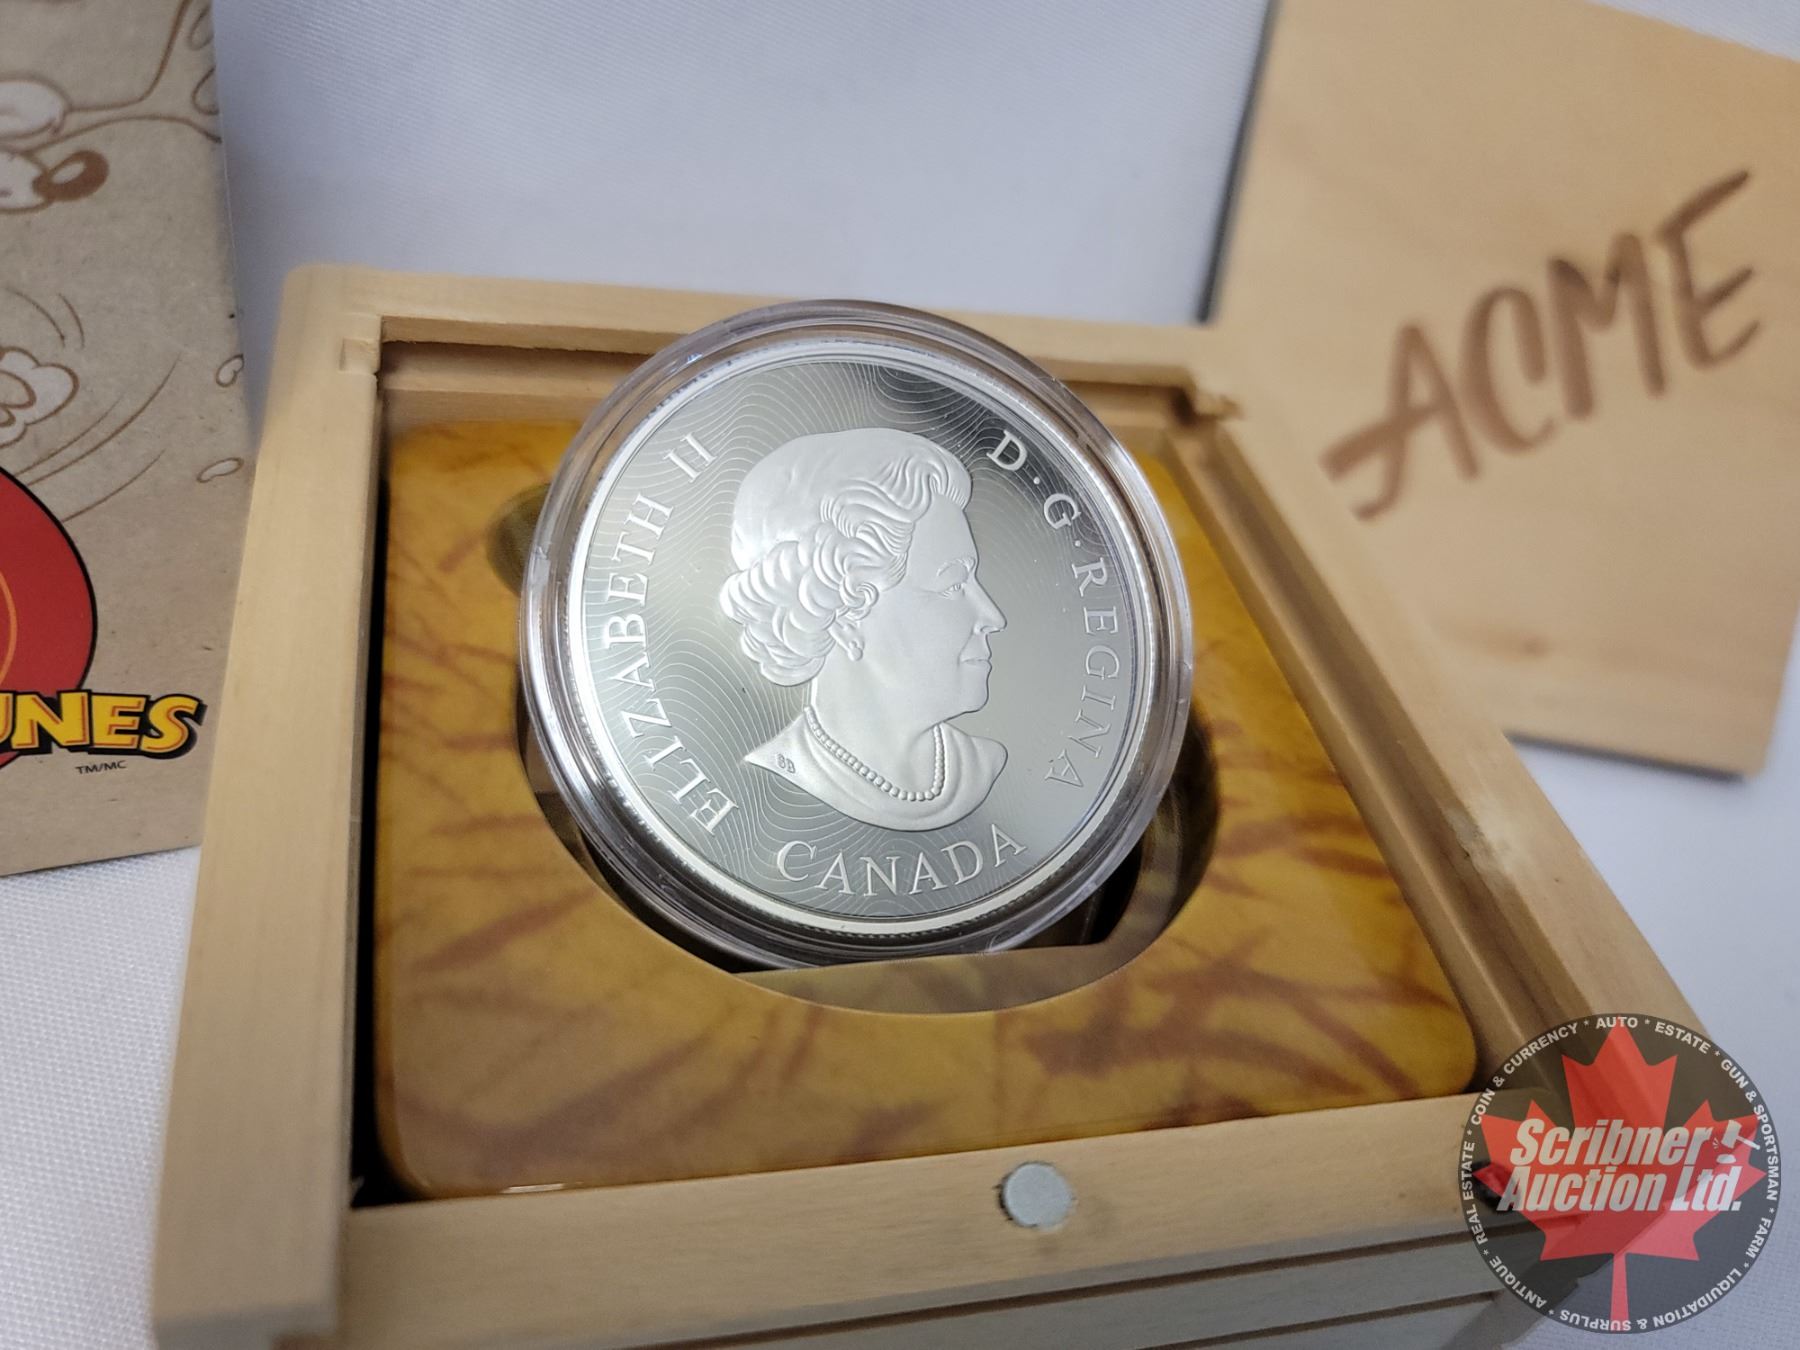 ACME
ELIZABETH II
D·G·REGINA
CANADA
SB
UNES
TM/MC
Scribner
Auction Ltd.
COIN & CURRENCY * AUTO * ESTATE * GUN & SPORTSMAN * FARM * LIQUIDATION & SURPLUS * ANTIQUE * REAL ESTATE *